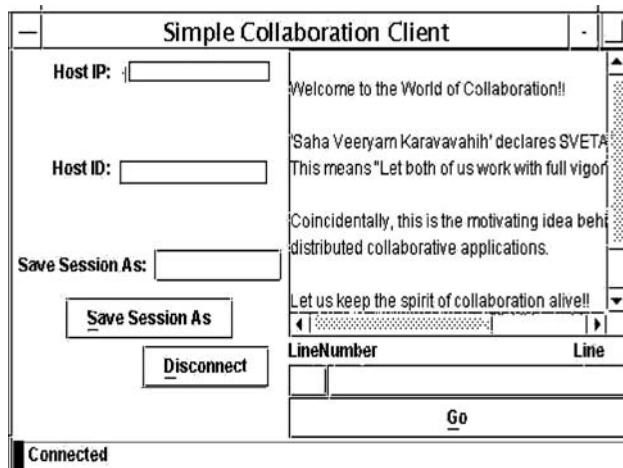 Simple Collaboration Client
Host IP:
Host ID:
Save Session As:
Save Session As
Disconnect
Welcome to the World of Collaboration!!
'Saha Veeryam Karavavahih' declares SVETA
This means "Let both of us work with full vigor
Coincidentally, this is the motivating idea behi
distributed collaborative applications.
Let us keep the spirit of collaboration alive!!
LineNumber Line
Go
Connected